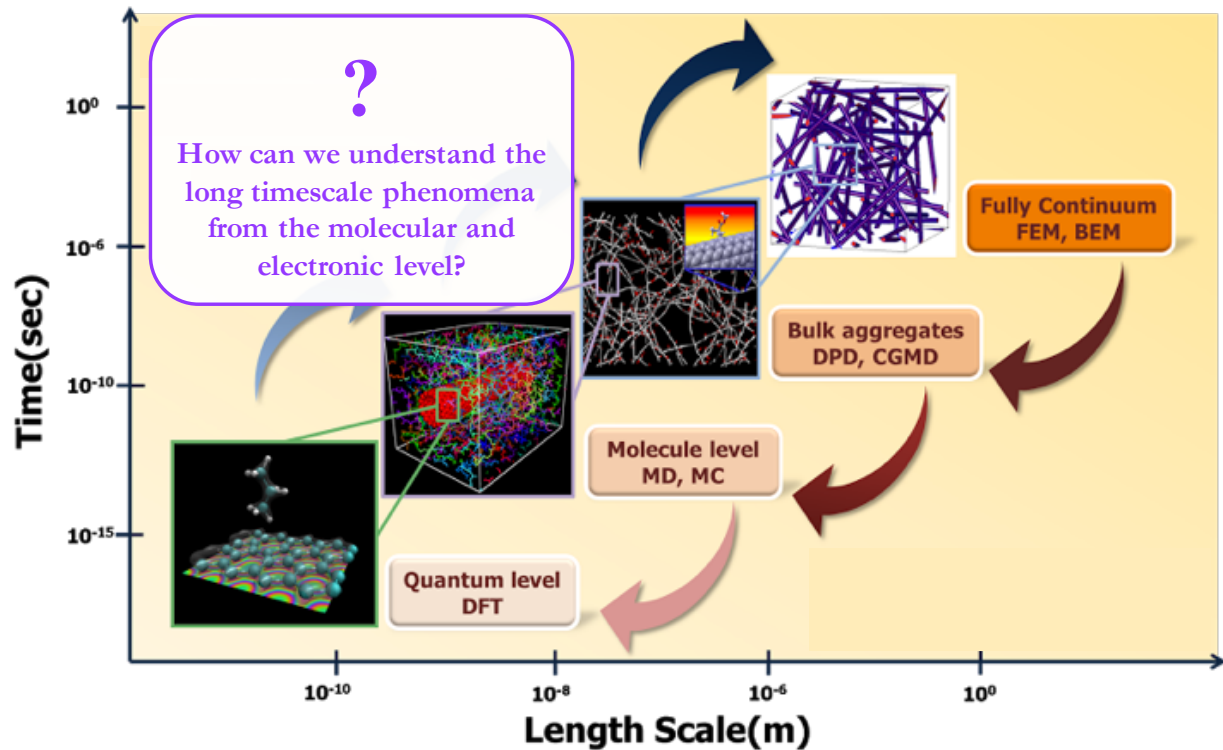 ?
How can we understand the
long timescale phenomena
from the molecular and
electronic level?
Time(sec)
10⁰
10⁻⁶
10⁻¹⁰
10⁻¹⁵
Fully Continuum
FEM, BEM
Bulk aggregates
DPD, CGMD
Molecule level
MD, MC
Quantum level
DFT
10⁻¹⁰
10⁻⁸
10⁻⁶
10⁰
Length Scale(m)